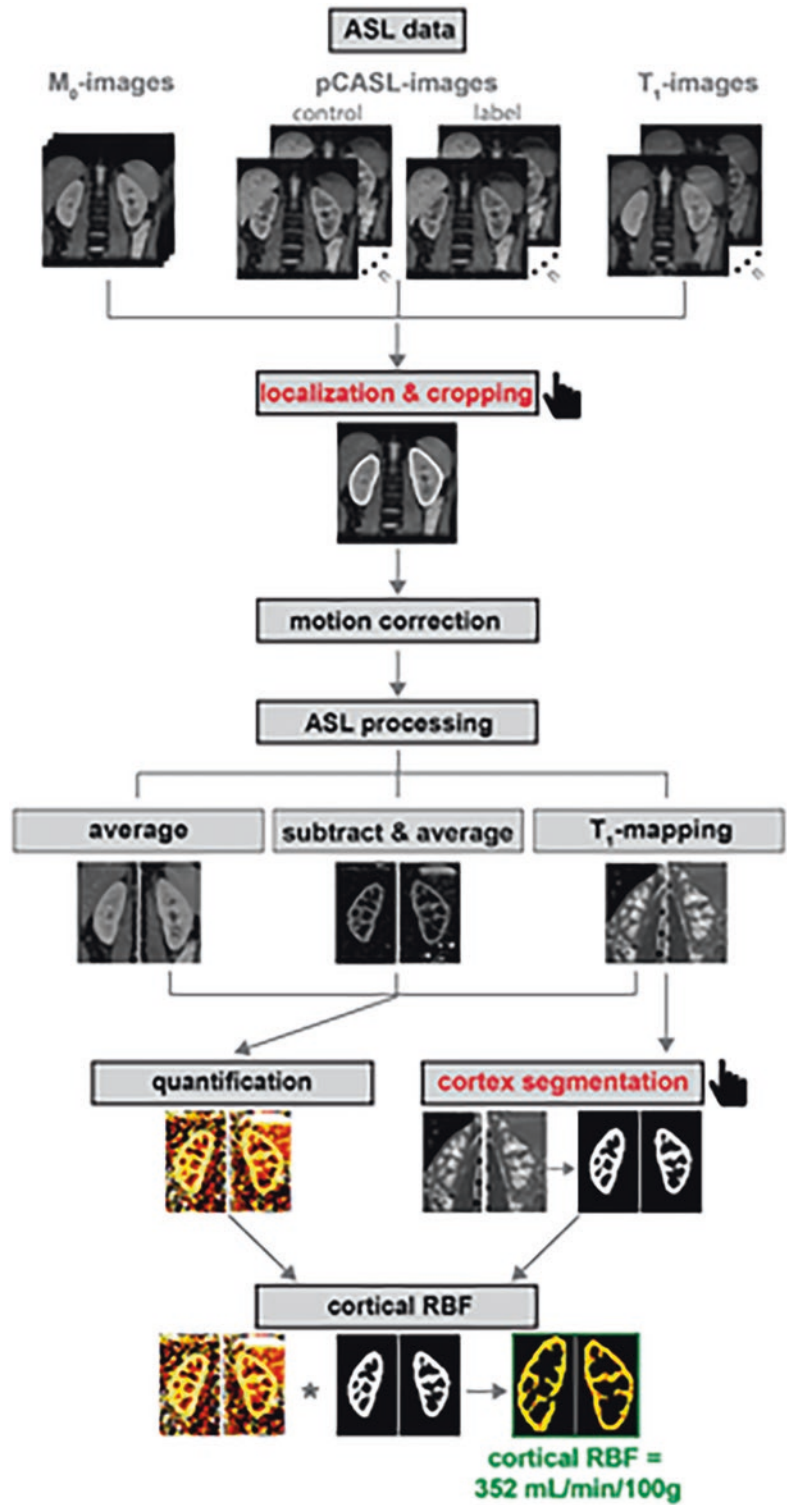 ASL data
M₀-images
pCASL-images
T₁-images
control
label
n
n
n
localization & cropping
motion correction
ASL processing
average
subtract & average
T₁-mapping
quantification
cortex segmentation
cortical RBF
*
cortical RBF =
352 mL/min/100g